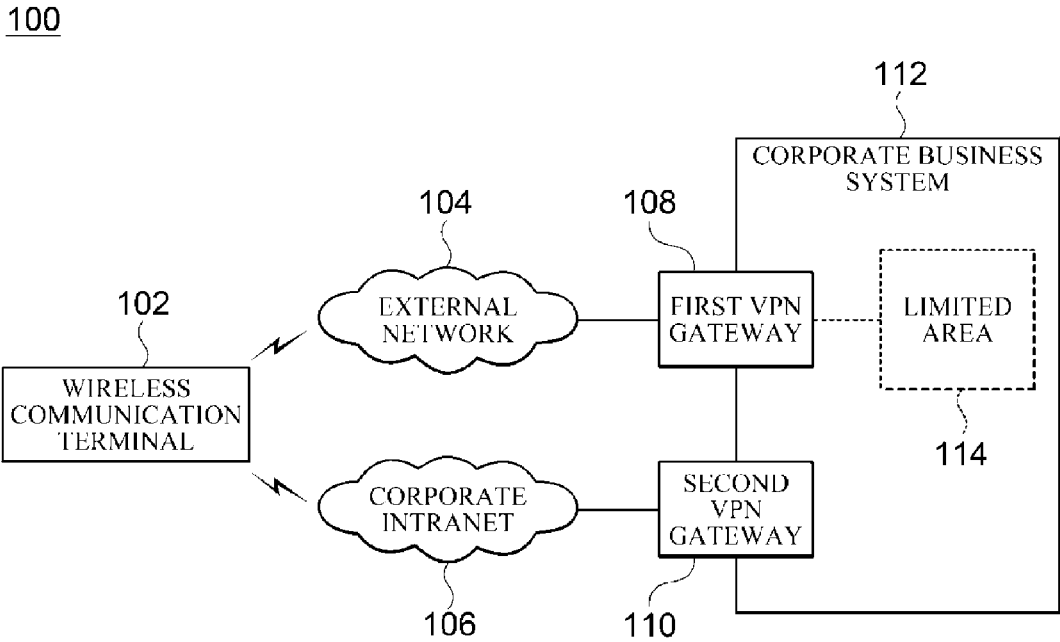 100
112
CORPORATE BUSINESS
SYSTEM
104
108
EXTERNAL
NETWORK
FIRST VPN
GATEWAY
LIMITED
AREA
102
WIRELESS
COMMUNICATION
TERMINAL
114
CORPORATE
INTRANET
SECOND
VPN
GATEWAY
106
110